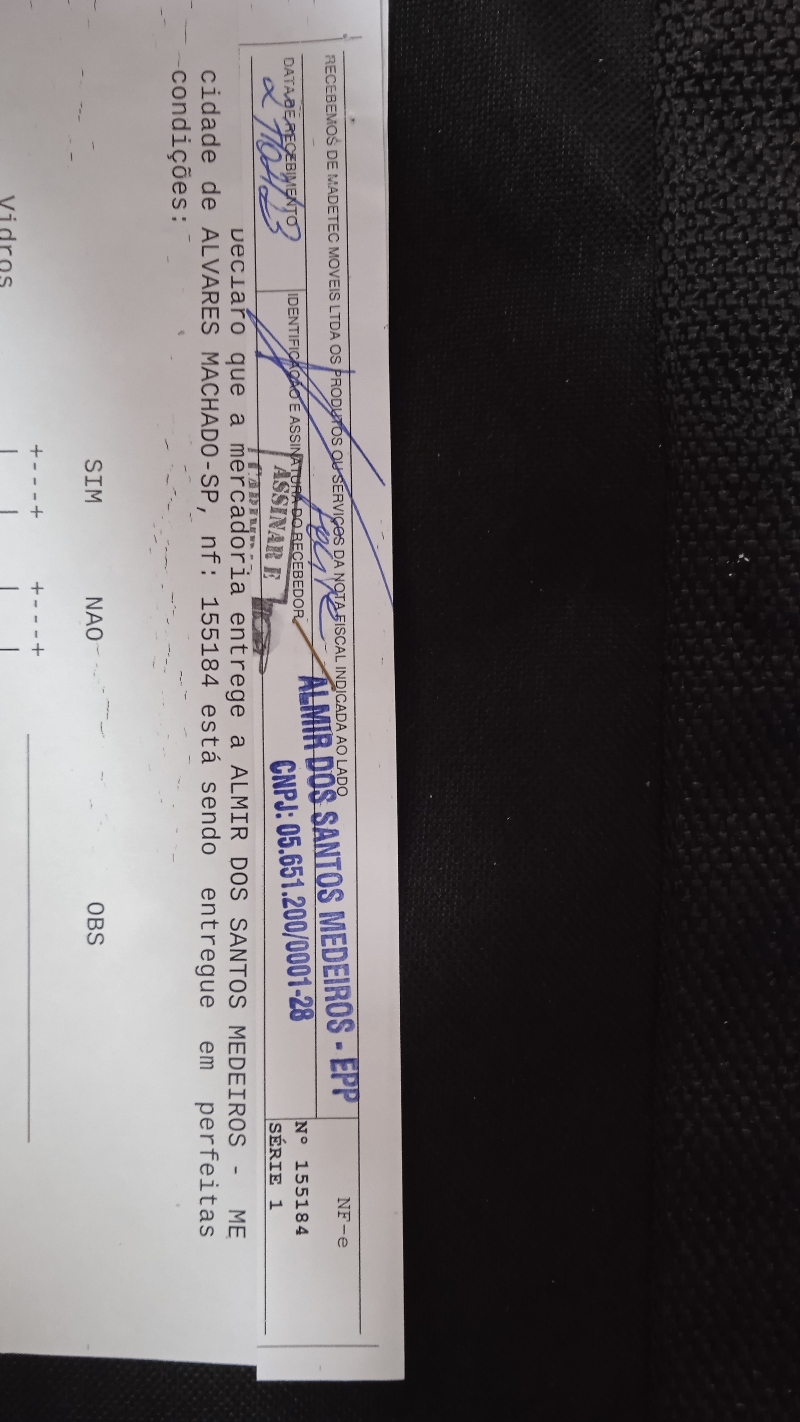 RECEBEMOS DE MADETEC MOVEIS LTDA OS PRODUTOS OU SERVIÇOS DA NOTA FISCAL INDICADA AO LADO
NF-e
DATA DE RECEBIMENTO
IDENTIFICAÇÃO E ASSINATURA DO RECEBEDOR
ALMIR DOS SANTOS MEDEIROS - EPP
CNPJ: 05.651.200/0001-28
Nº 155184
SÉRIE 1
ASSINAR E
Declaro que a mercadoria entrege a ALMIR DOS SANTOS MEDEIROS - ME
cidade de ALVARES MACHADO-SP, nf: 155184 está sendo entregue em perfeitas
condições:
SIM NAO OBS
+---+ +---+
Vidros | | | |